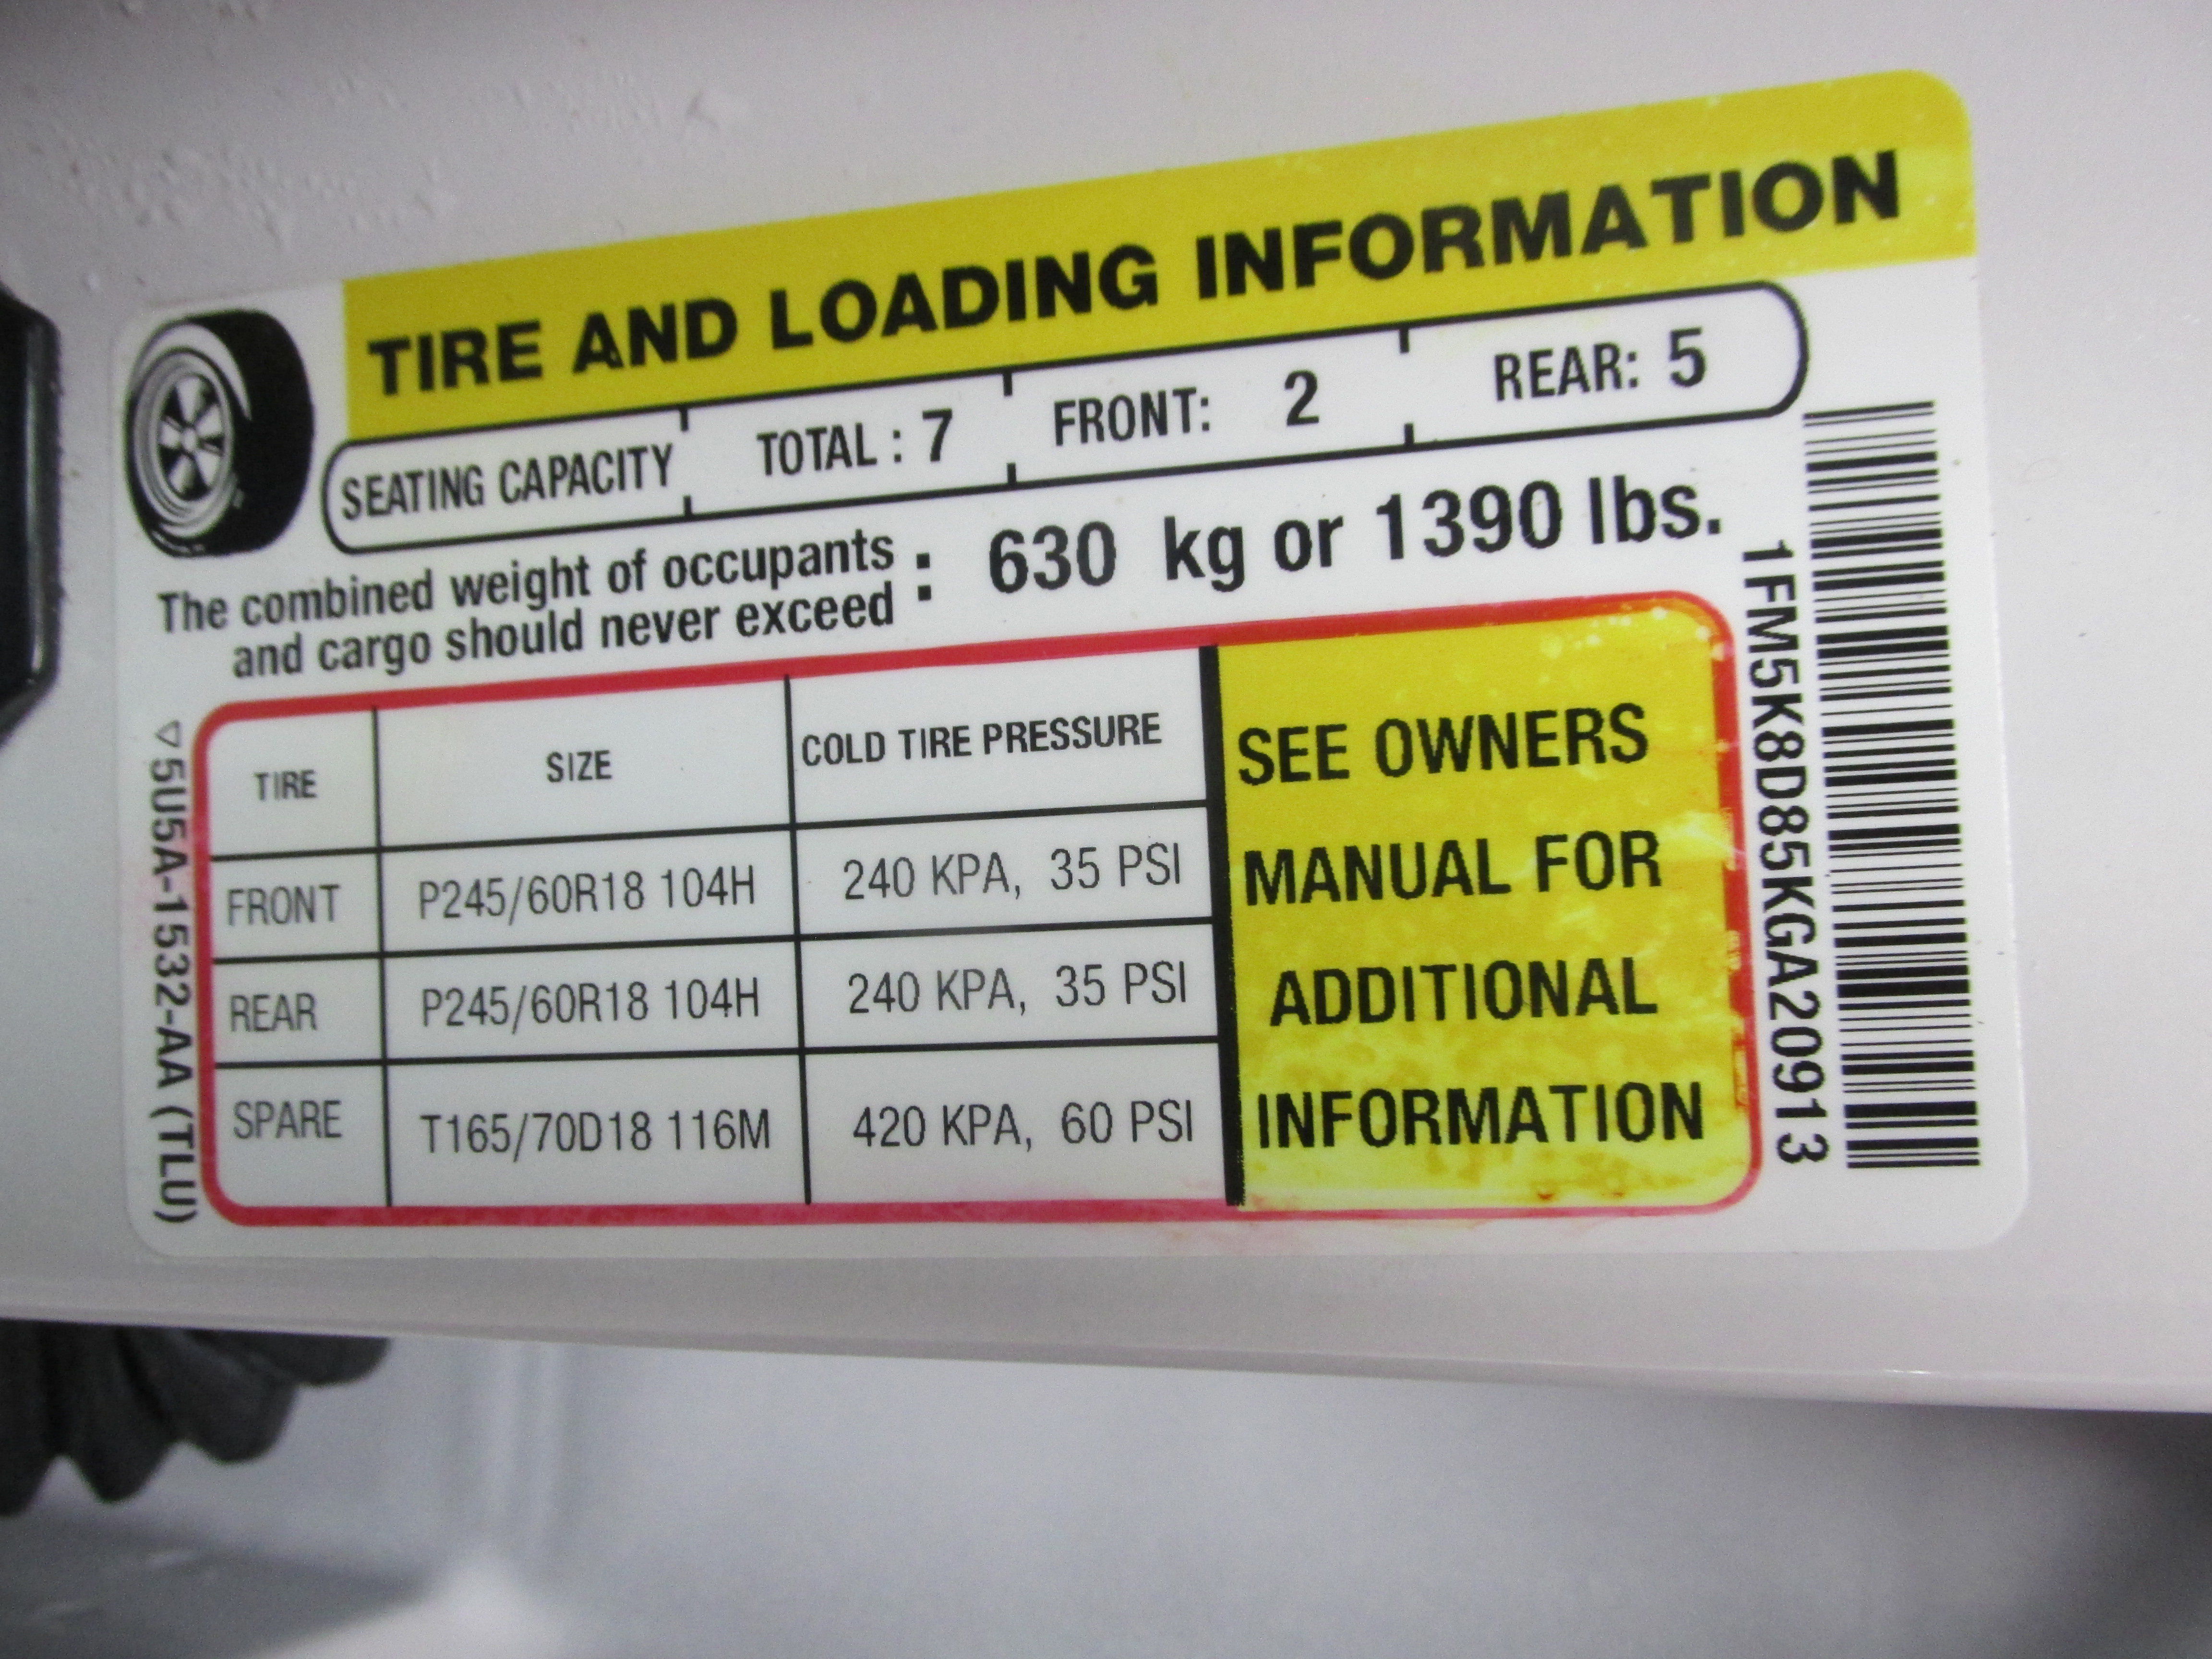 TIRE AND LOADING INFORMATION
SEATING CAPACITY TOTAL : 7 FRONT: 2 REAR: 5
The combined weight of occupants
and cargo should never exceed : 630 kg or 1390 lbs.
TIRE SIZE COLD TIRE PRESSURE
FRONT P245/60R18 104H 240 KPA, 35 PSI
REAR P245/60R18 104H 240 KPA, 35 PSI
SPARE T165/70D18 116M 420 KPA, 60 PSI
SEE OWNERS
MANUAL FOR
ADDITIONAL
INFORMATION
5U5A-1532-AA (TLU)
1FM5K8D85KGA20913